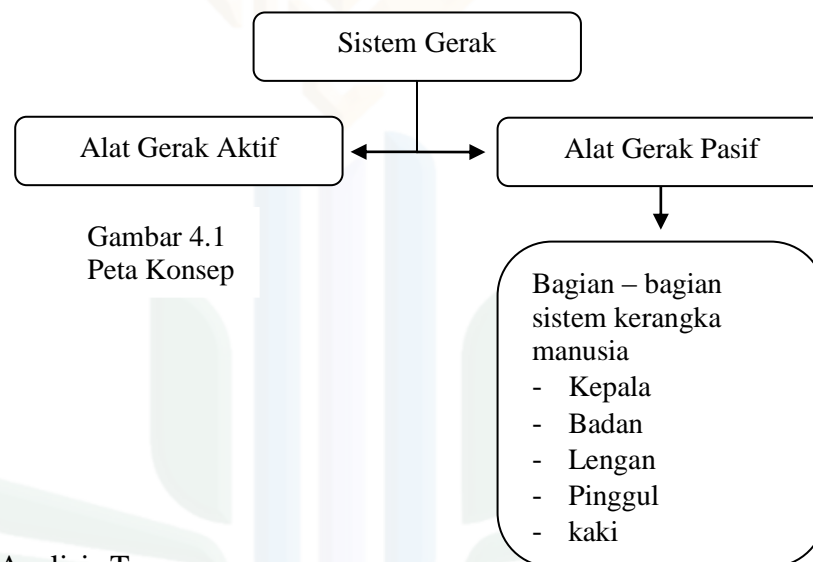 Sistem Gerak
Alat Gerak Aktif
Alat Gerak Pasif
Gambar 4.1
Peta Konsep
Bagian – bagian
sistem kerangka
manusia
- Kepala
- Badan
- Lengan
- Pinggul
- kaki